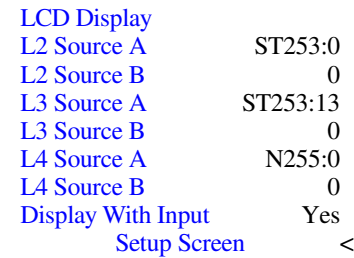 LCD Display
L2 Source A ST253:0
L2 Source B 0
L3 Source A ST253:13
L3 Source B 0
L4 Source A N255:0
L4 Source B 0
Display With Input Yes
Setup Screen <